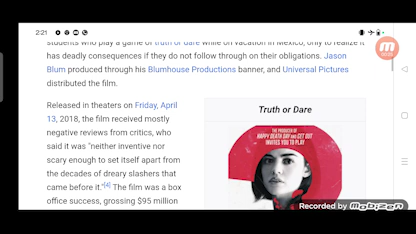 2:21
students who play a game of truth or dare while on vacation in Mexico, only to realize it
has deadly consequences if they do not follow through on their obligations. Jason
Blum produced through his Blumhouse Productions banner, and Universal Pictures
distributed the film.
Released in theaters on Friday, April
13, 2018, the film received mostly
negative reviews from critics, who
said it was "neither inventive nor
scary enough to set itself apart from
the decades of dreary slashers that
came before it."[4] The film was a box
office success, grossing $95 million
Truth or Dare
THE PRODUCER OF
HAPPY DEATH DAY AND GET OUT
INVITES YOU TO PLAY
Recorded by MOBIZEN